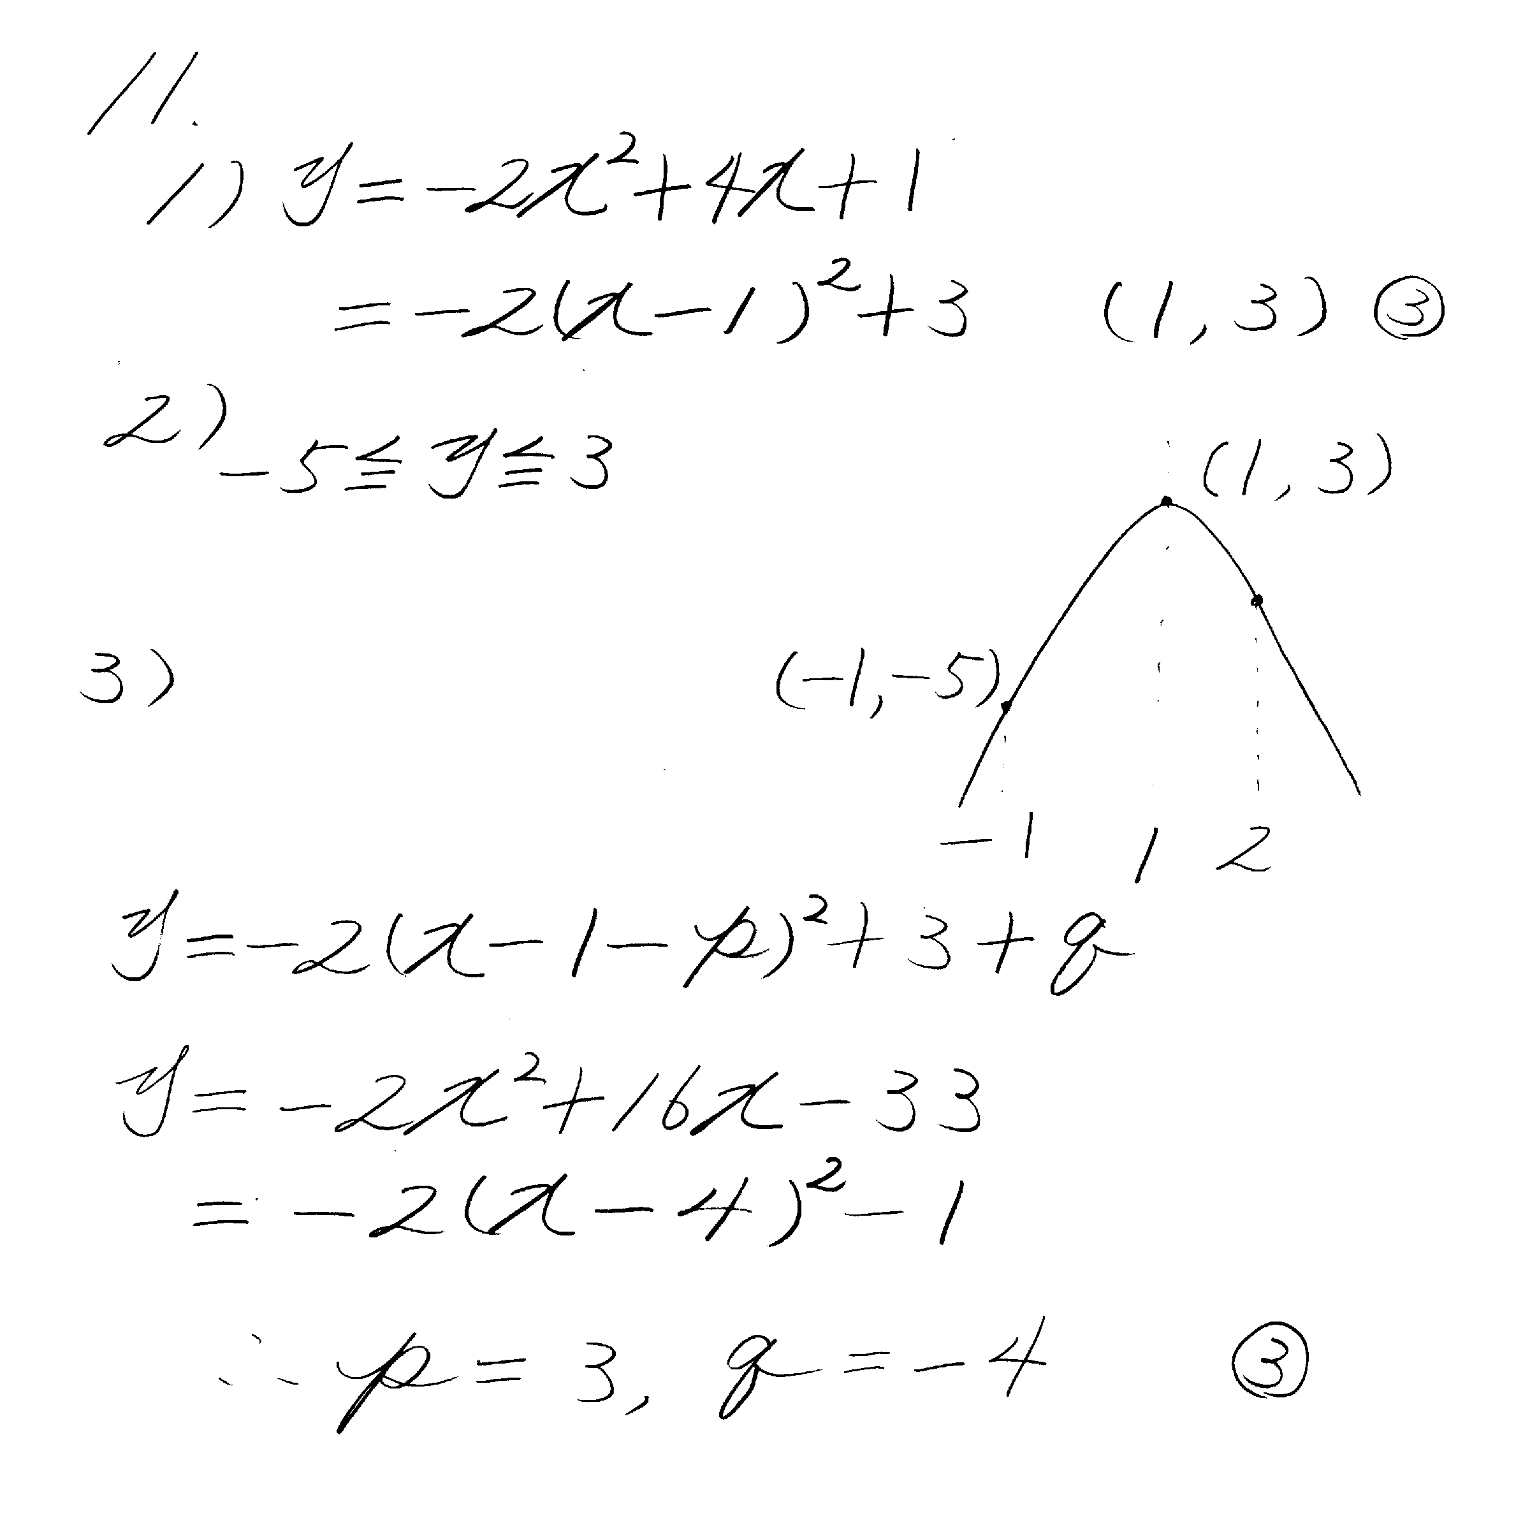 11.
1) y=-2x²+4x+1
=-2(x-1)²+3 (1,3) ③
2) -5≦y≦3
(1,3)
3)
(-1,-5)
-1 1 2
y=-2(x-1-p)²+3+q
y=-2x²+16x-33
=-2(x-4)²-1
∴ p=3, q=-4 ③